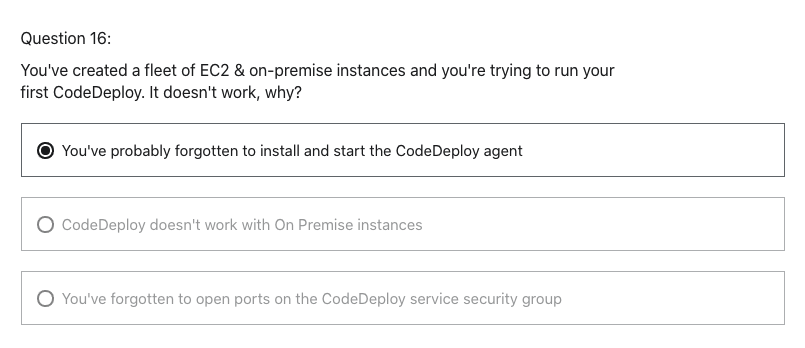 Question 16:
You've created a fleet of EC2 & on-premise instances and you're trying to run your
first CodeDeploy. It doesn't work, why?
You've probably forgotten to install and start the CodeDeploy agent
CodeDeploy doesn't work with On Premise instances
You've forgotten to open ports on the CodeDeploy service security group